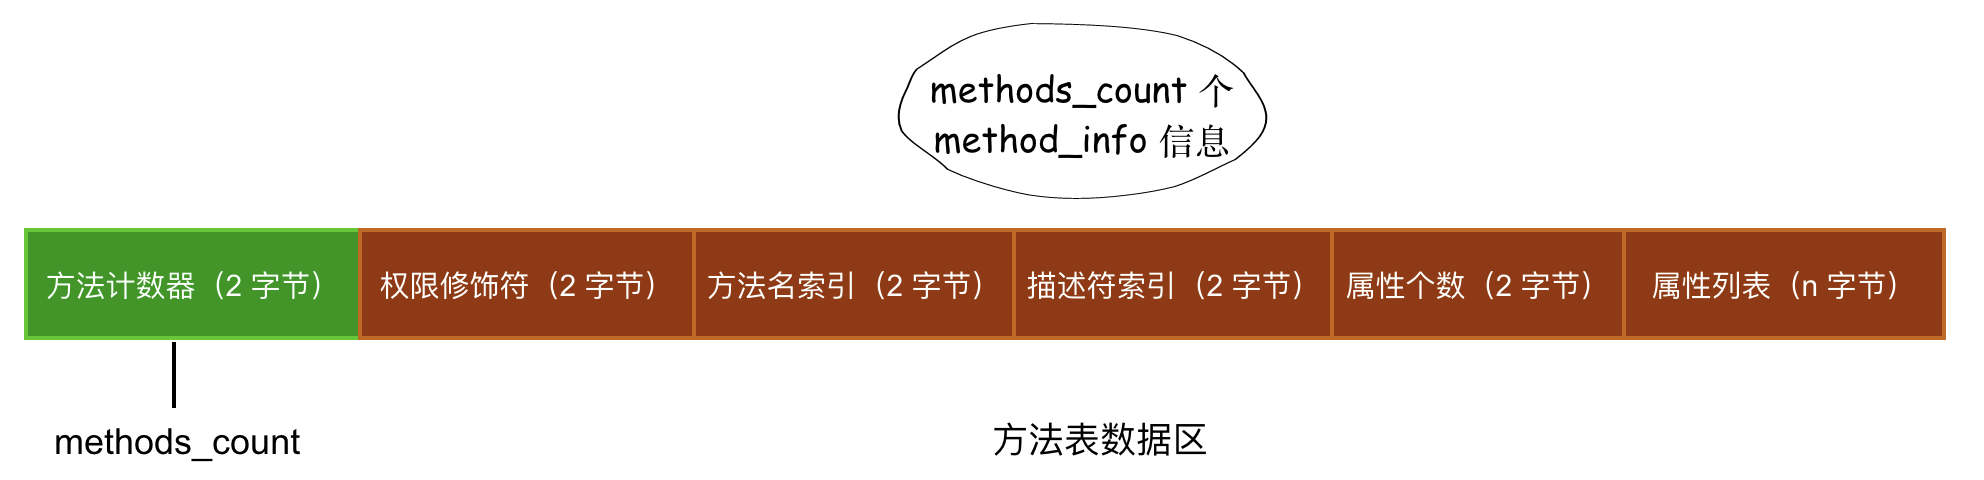 methods_count 个
method_info 信息
方法计数器（2 字节）
权限修饰符（2 字节）
方法名索引（2 字节）
描述符索引（2 字节）
属性个数（2 字节）
属性列表（n 字节）
methods_count
方法表数据区